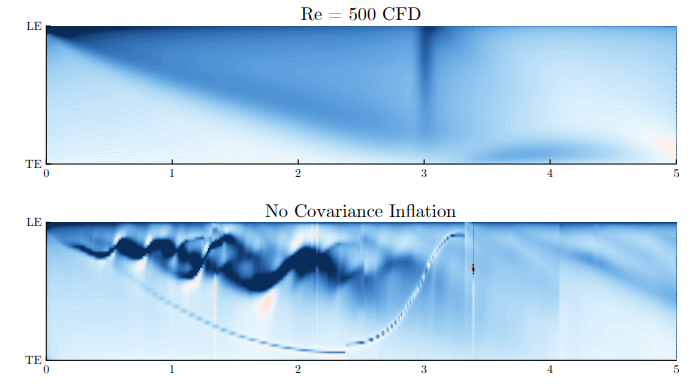 Re = 500 CFD
LE
TE
0 1 2 3 4 5
No Covariance Inflation
LE
TE
0 1 2 3 4 5